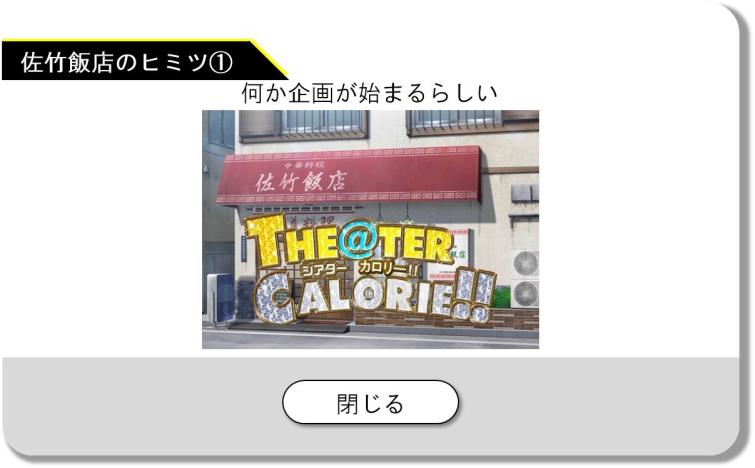 佐竹飯店のヒミツ①
何か企画が始まるらしい
中華料理
佐竹飯店
THE@TER
飯店
シアター カロリー!!
CALORIE!!
閉じる